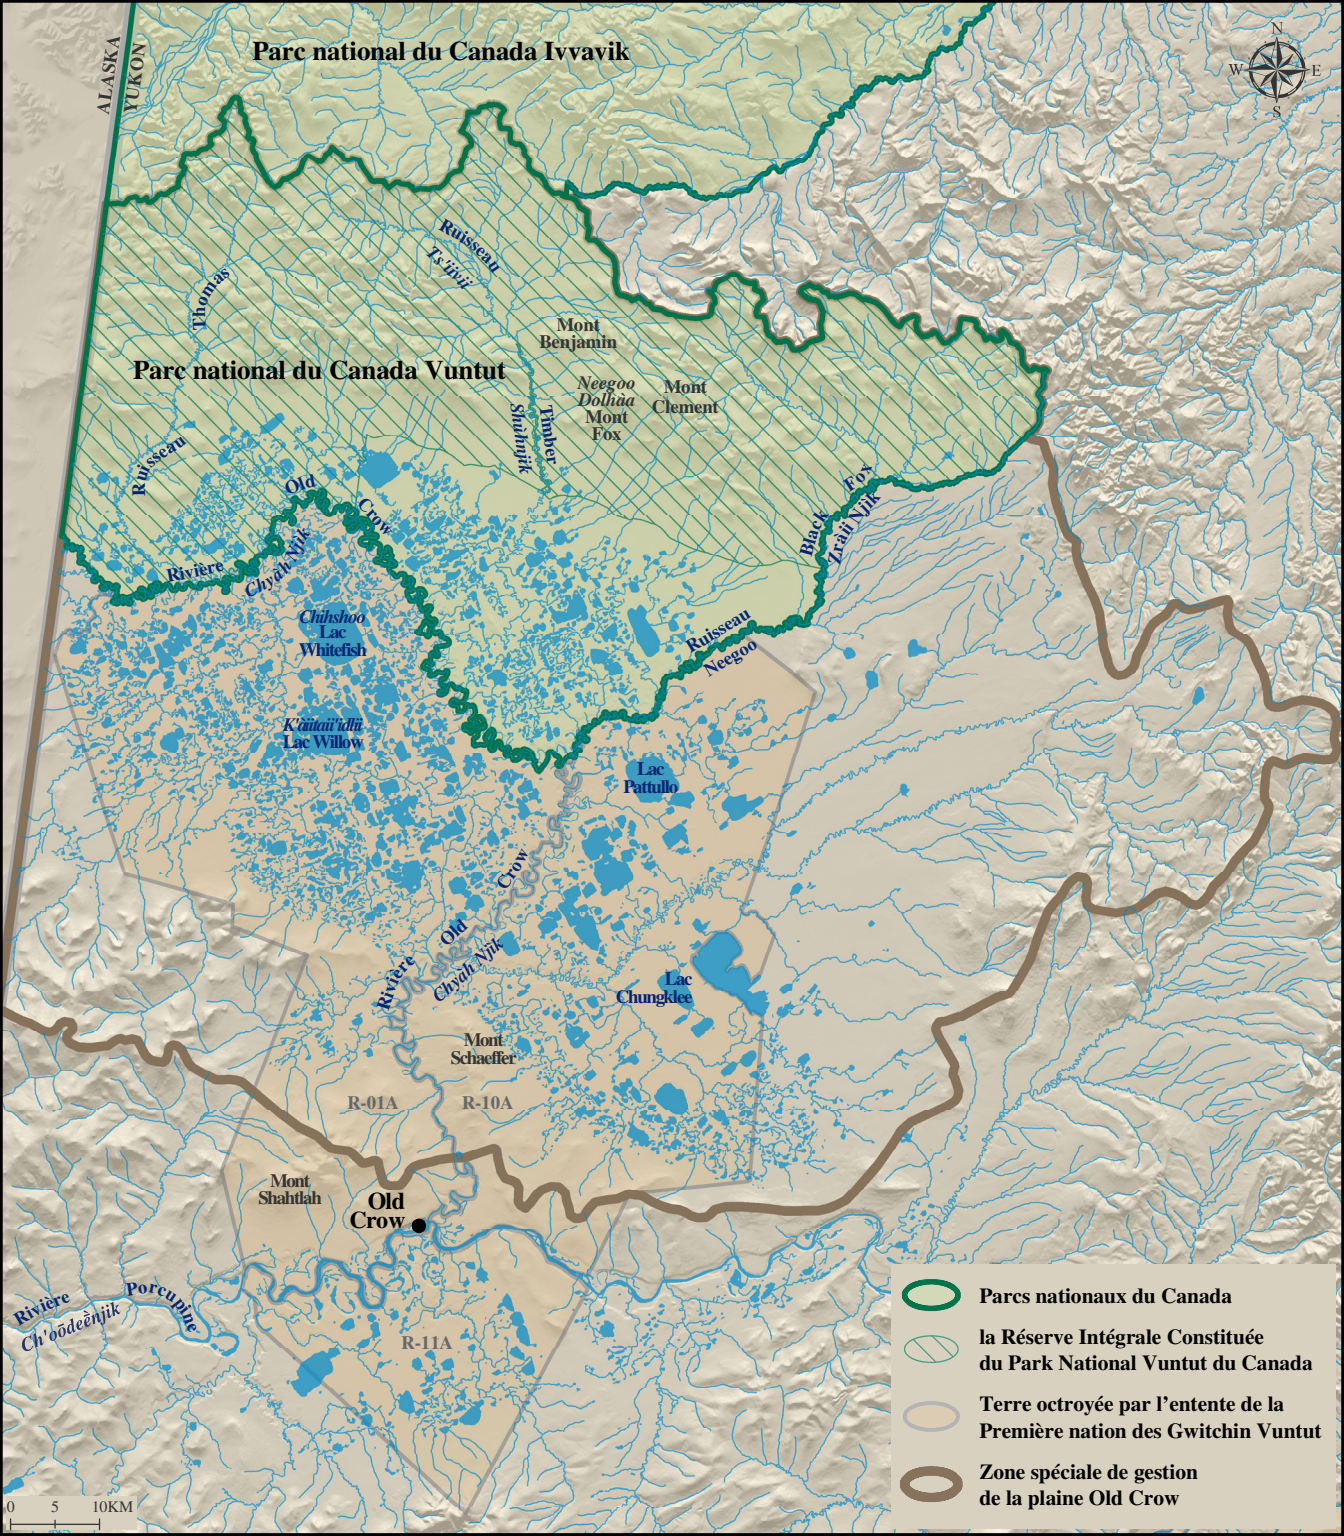 Parc national du Canada Ivvavik
ALASKA
YUKON
N
W
E
S
Ruisseau
Ts'iivii
Thomas
Ruisseau
Mont
Benjamin
Parc national du Canada Vuntut
Neegoo
Dolhàa
Mont
Fox
Mont
Clement
Timber
Shùhnjik
Old
Crow
Rivière
Chyàh Njik
Black
Fox
Zràii Njik
Ruisseau
Neegoo
Chihshoo
Lac
Whitefish
K'àiitaii'idlii
Lac Willow
Lac
Pattullo
Rivière
Old
Crow
Chyàh Njik
Lac
Chungklee
Mont
Schaeffer
R-01A
R-10A
Mont
Shahtlah
Old
Crow
Rivière
Porcupine
Ch'oōdeēnjik
R-11A
Parcs nationaux du Canada
la Réserve Intégrale Constituée
du Park National Vuntut du Canada
Terre octroyée par l’entente de la
Première nation des Gwitchin Vuntut
Zone spéciale de gestion
de la plaine Old Crow
0 5 10KM